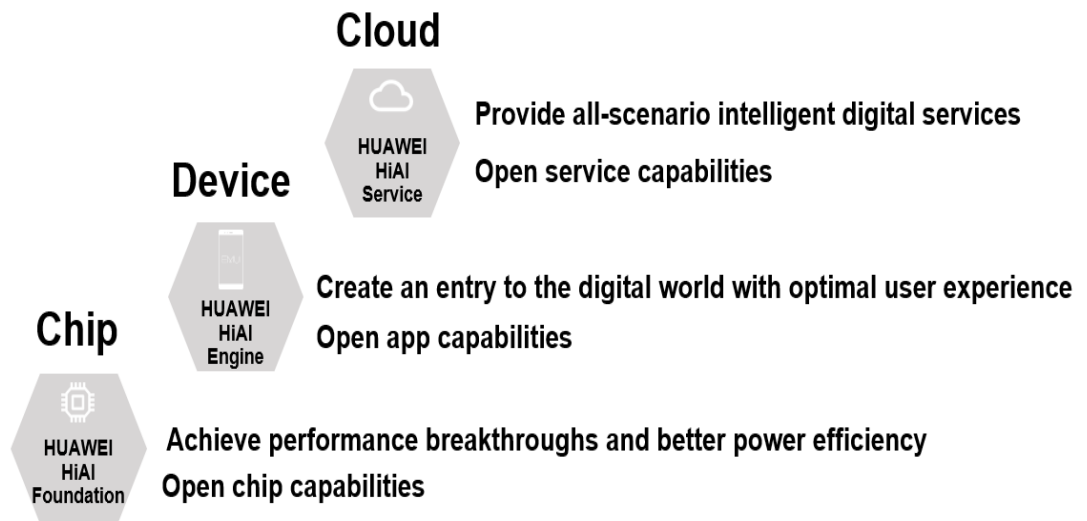 Cloud
HUAWEI
HiAI
Service
Provide all-scenario intelligent digital services
Open service capabilities
Device
EMUI
HUAWEI
HiAI
Engine
Create an entry to the digital world with optimal user experience
Open app capabilities
Chip
HUAWEI
HiAI
Foundation
Achieve performance breakthroughs and better power efficiency
Open chip capabilities